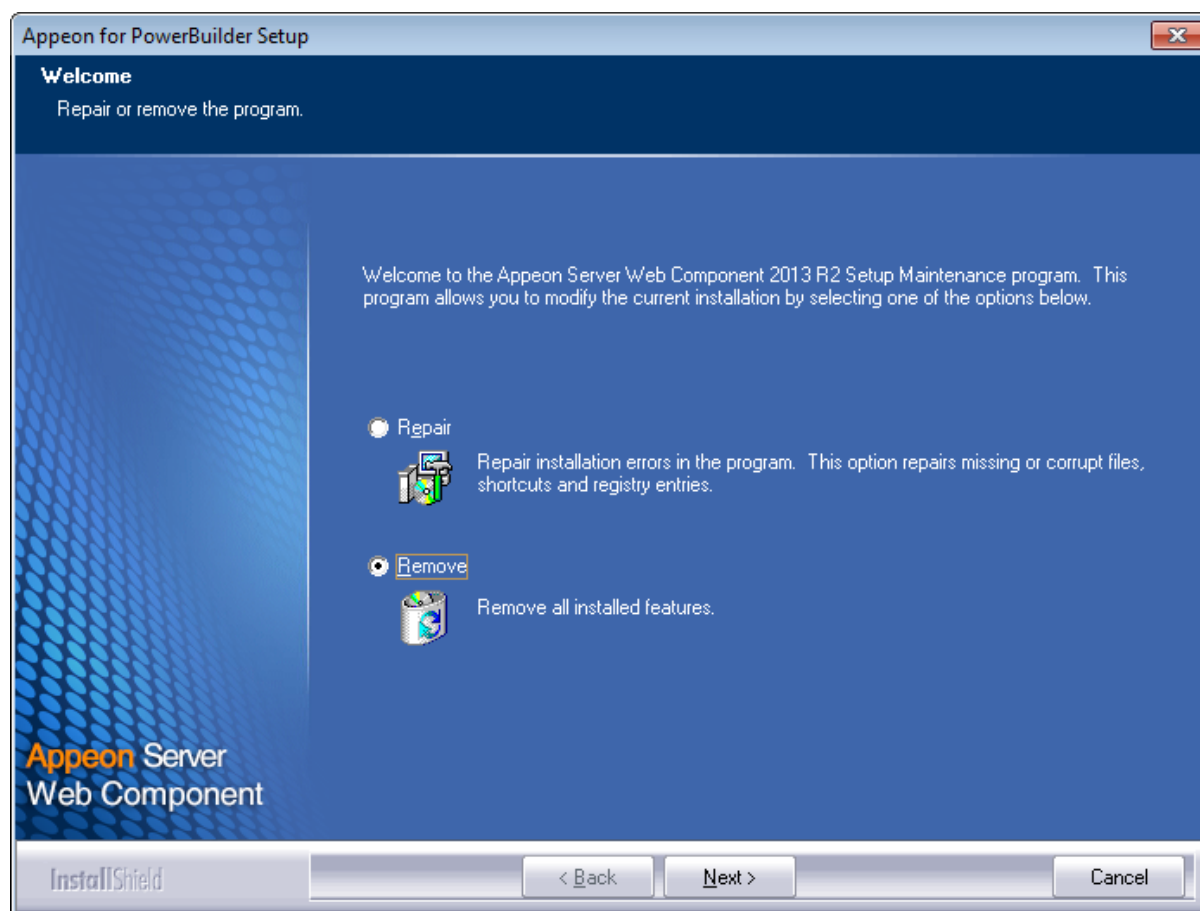 Appeon for PowerBuilder Setup
Welcome
Repair or remove the program.
Welcome to the Appeon Server Web Component 2013 R2 Setup Maintenance program. This
program allows you to modify the current installation by selecting one of the options below.
Repair
Repair installation errors in the program. This option repairs missing or corrupt files,
shortcuts and registry entries.
Remove
Remove all installed features.
Appeon Server
Web Component
InstallShield
< Back
Next >
Cancel